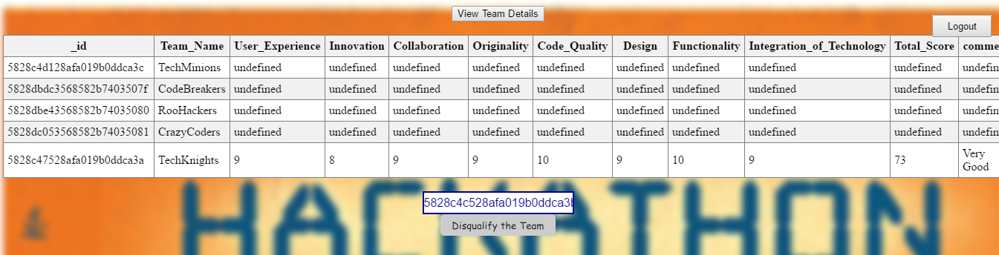 View Team Details
Logout
_id Team_Name User_Experience Innovation Collaboration Originality Code_Quality Design Functionality Integration_of_Technology Total_Score comme
5828c4d128afa019b0ddca3c TechMinions undefined undefined undefined undefined undefined undefined undefined undefined undefined undefin
5828dbdc3568582b7403507f CodeBreakers undefined undefined undefined undefined undefined undefined undefined undefined undefined undefin
5828dbe43568582b74035080 RooHackers undefined undefined undefined undefined undefined undefined undefined undefined undefined undefin
5828dc053568582b74035081 CrazyCoders undefined undefined undefined undefined undefined undefined undefined undefined undefined undefin
5828c47528afa019b0ddca3a TechKnights 9 8 9 9 10 9 10 9 73 Very
Good
5828c4c528afa019b0ddca3b
Disqualify the Team
HACKATHON